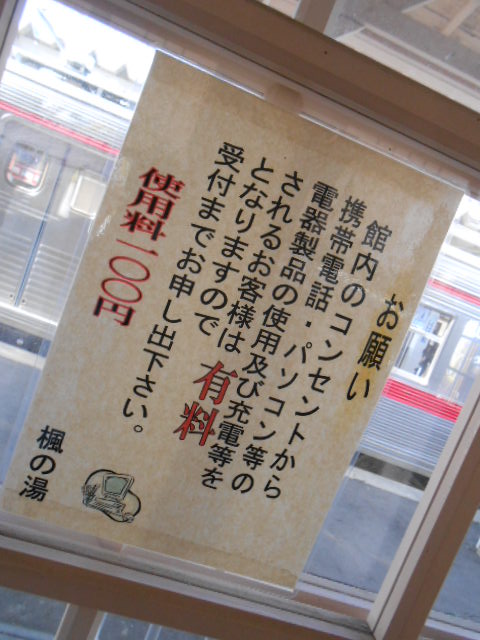 お願い
館内のコンセントから
携帯電話・パソコン等の
電器製品の使用及び充電等を
されるお客様は有料
となりますので
受付までお申し出下さい。
使用料一〇〇円
楓の湯